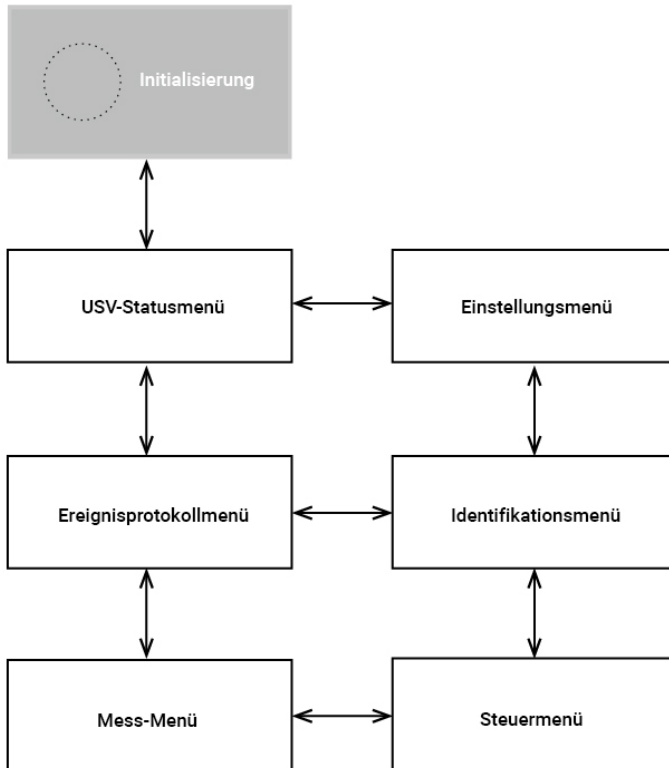 Initialisierung
USV-Statusmenü
Einstellungsmenü
Ereignisprotokollmenü
Identifikationsmenü
Mess-Menü
Steuermenü